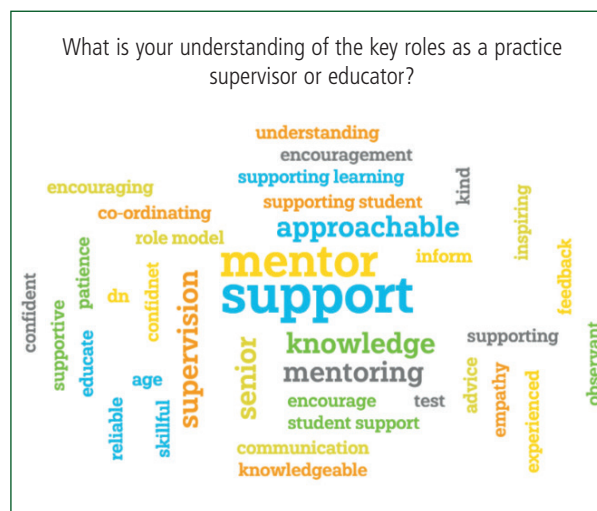 What is your understanding of the key roles as a practice
supervisor or educator?
understanding
encouragement
supporting learning
encouraging
supporting student
kind
co-ordinating
approachable
role model
inspiring
mentor
inform
feedback
support
confident
supportive
patience
dn
confidnet
supervision
educate
knowledge
supporting
senior
mentoring
observant
age
encourage
test
advice
empathy
experienced
reliable
skillful
student support
communication
knowledgeable